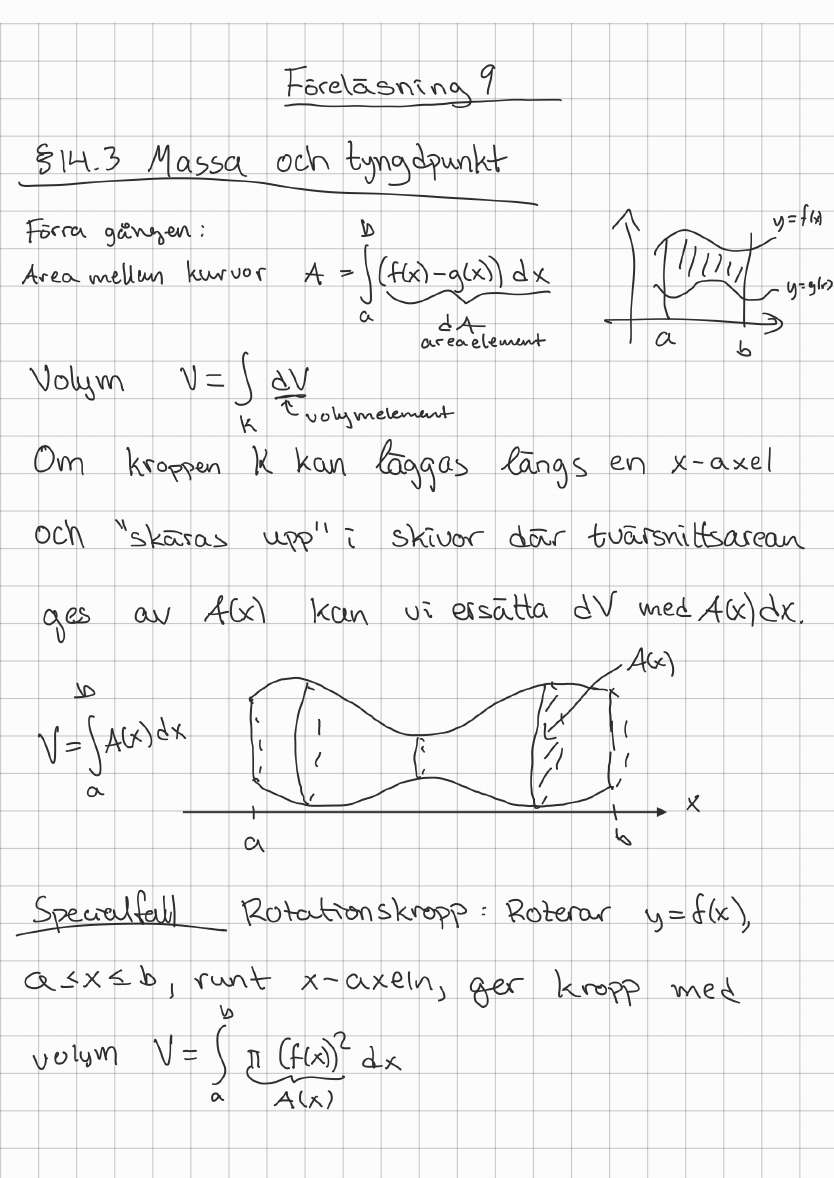 Föreläsning 9
§14.3 Massa och tyngdpunkt
Förra gången:
Area mellan kurvor A = ∫_a^b (f(x)-g(x)) dx
dA
areaelement
y=f(x)
y=g(x)
a
b
Volym V = ∫_K dV
volymelement
Om kroppen K kan läggas längs en x-axel
och "skäras upp" i skivor där tvärsnittsarean
ges av A(x) kan vi ersätta dV med A(x)dx.
V = ∫_a^b A(x) dx
A(x)
x
a
b
Specialfall Rotationskropp: Roterar y=f(x),
a≤x≤b, runt x-axeln, ger kropp med
volym V = ∫_a^b π (f(x))² dx
A(x)